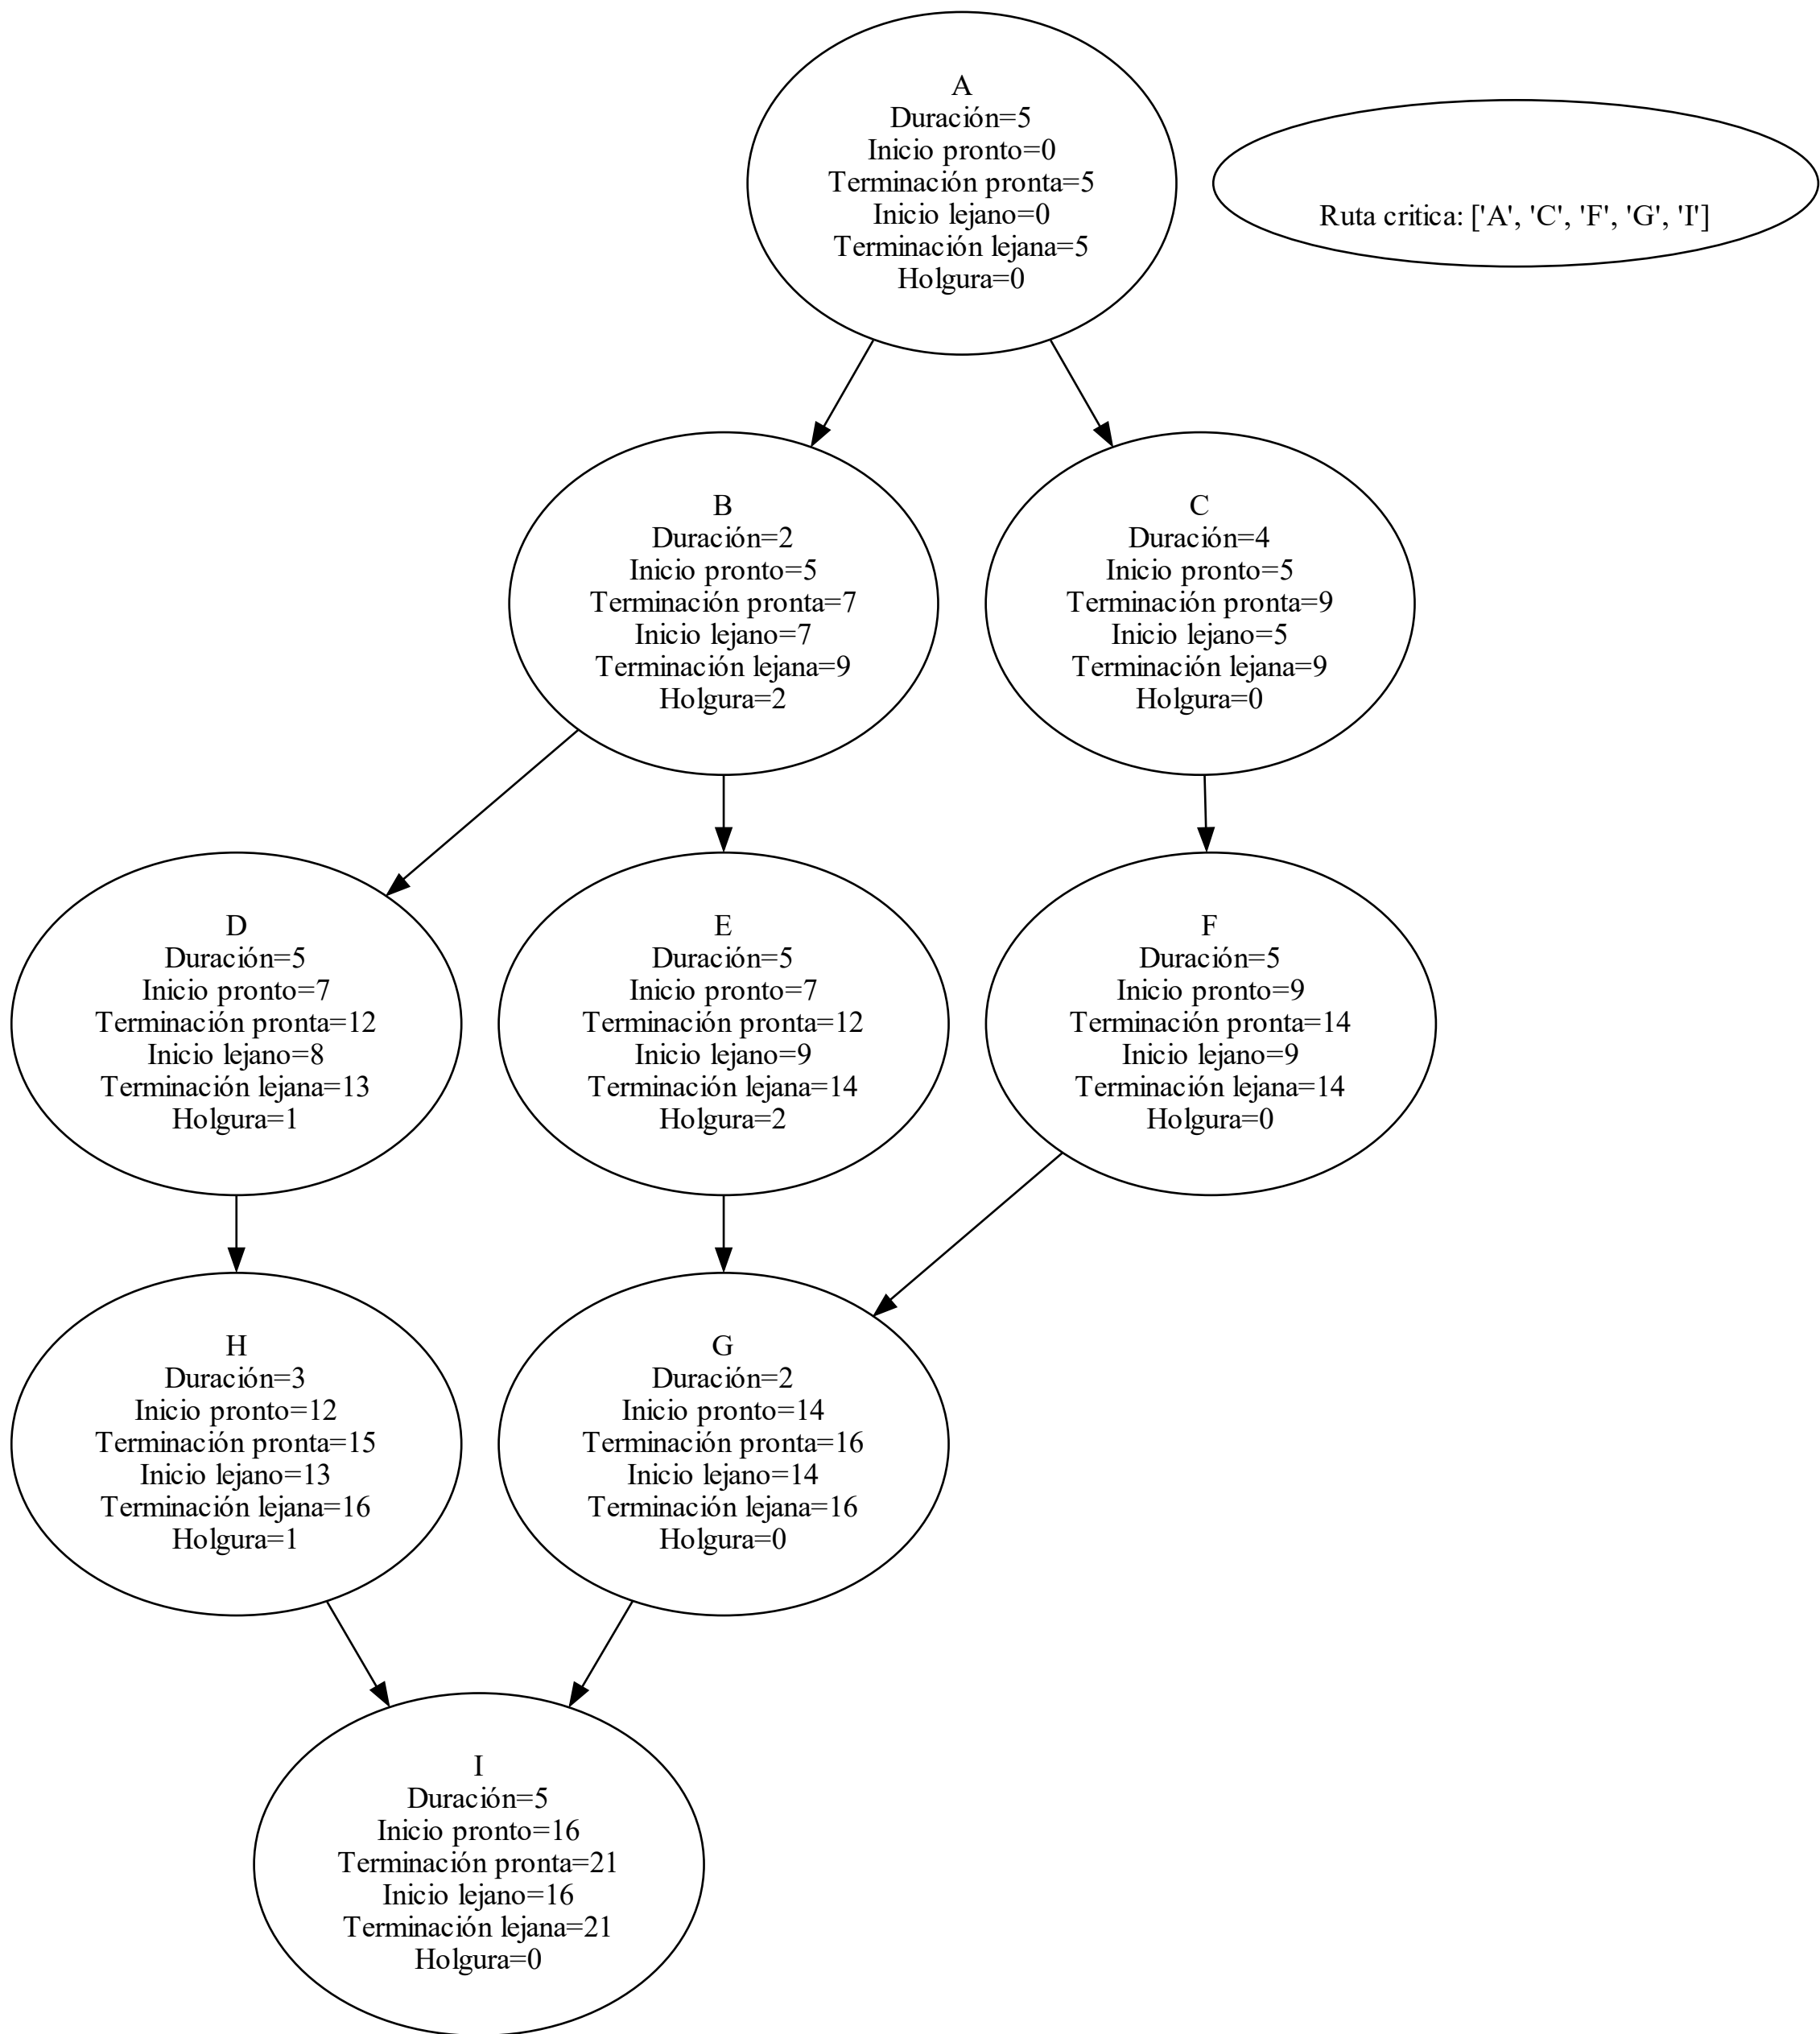 A
Duración=5
Inicio pronto=0
Terminación pronta=5
Inicio lejano=0
Terminación lejana=5
Holgura=0
Ruta critica: ['A', 'C', 'F', 'G', 'I']
B
Duración=2
Inicio pronto=5
Terminación pronta=7
Inicio lejano=7
Terminación lejana=9
Holgura=2
C
Duración=4
Inicio pronto=5
Terminación pronta=9
Inicio lejano=5
Terminación lejana=9
Holgura=0
D
Duración=5
Inicio pronto=7
Terminación pronta=12
Inicio lejano=8
Terminación lejana=13
Holgura=1
E
Duración=5
Inicio pronto=7
Terminación pronta=12
Inicio lejano=9
Terminación lejana=14
Holgura=2
F
Duración=5
Inicio pronto=9
Terminación pronta=14
Inicio lejano=9
Terminación lejana=14
Holgura=0
H
Duración=3
Inicio pronto=12
Terminación pronta=15
Inicio lejano=13
Terminación lejana=16
Holgura=1
G
Duración=2
Inicio pronto=14
Terminación pronta=16
Inicio lejano=14
Terminación lejana=16
Holgura=0
I
Duración=5
Inicio pronto=16
Terminación pronta=21
Inicio lejano=16
Terminación lejana=21
Holgura=0